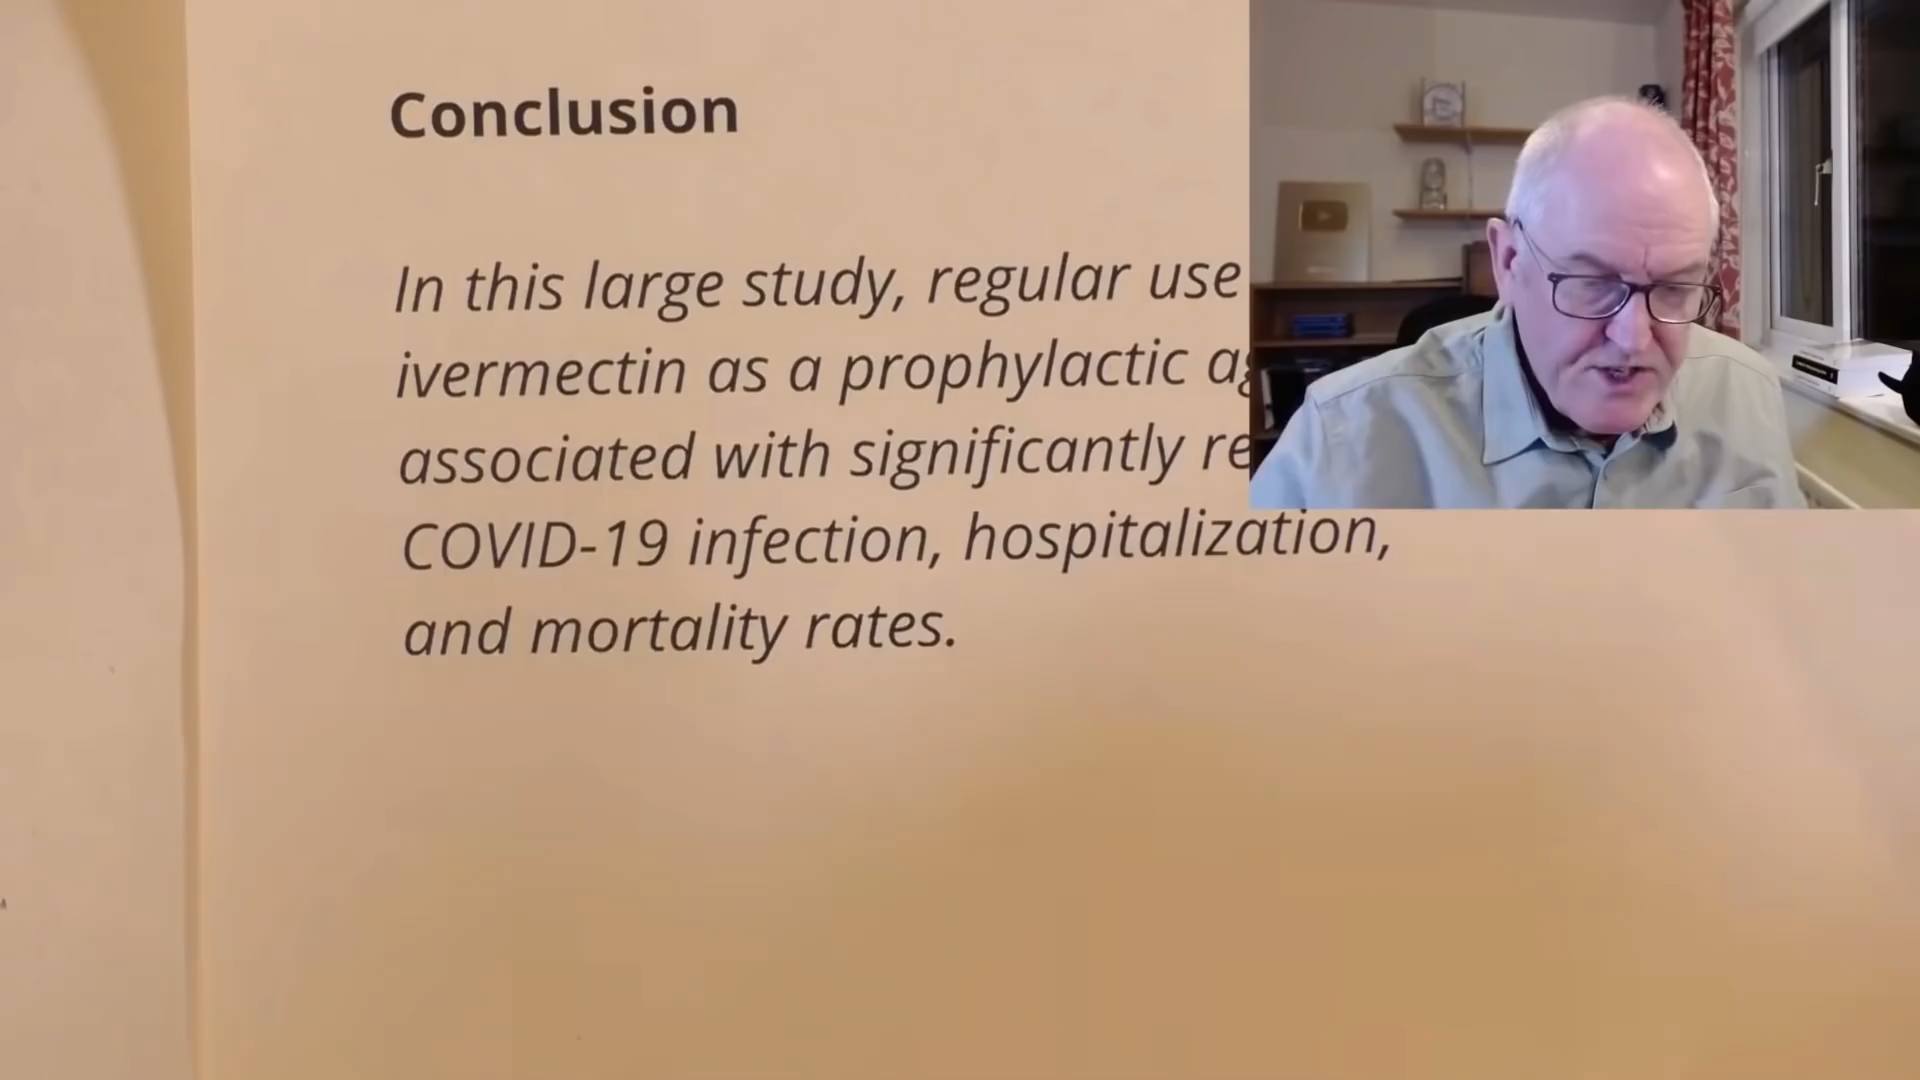 Conclusion
In this large study, regular use
ivermectin as a prophylactic
associated with significantly
COVID-19 infection, hospitalization,
and mortality rates.